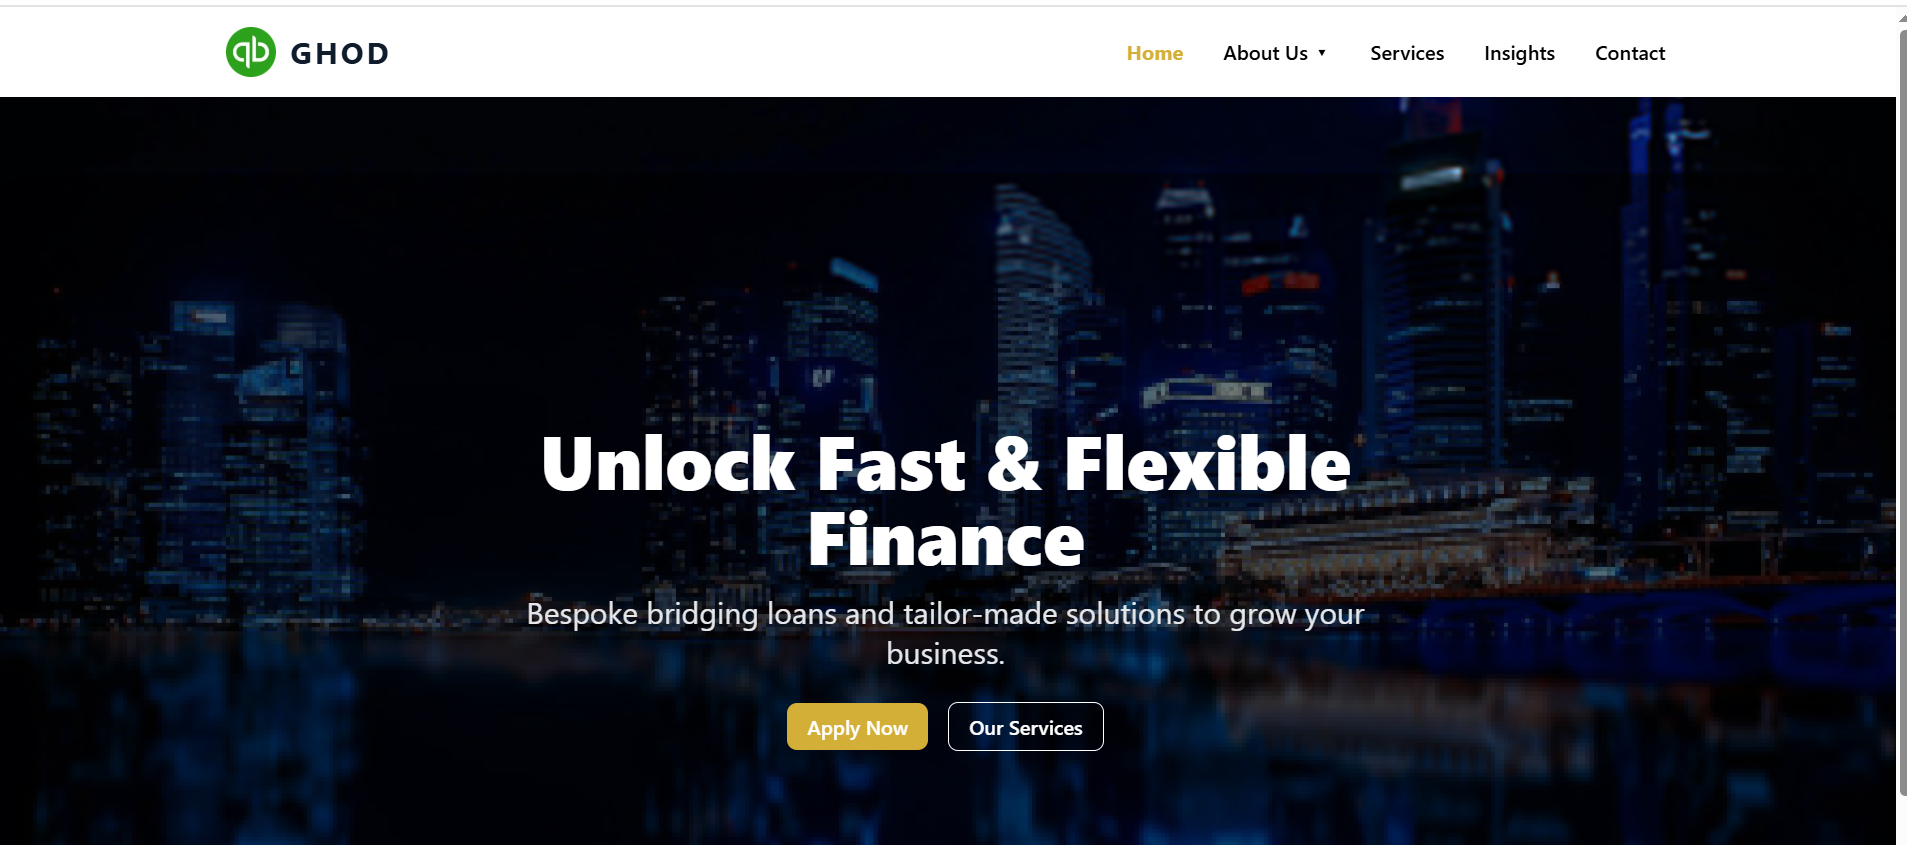 qb GHOD
Home About Us ▼ Services Insights Contact
Unlock Fast & Flexible
Finance
Bespoke bridging loans and tailor-made solutions to grow your
business.
Apply Now Our Services